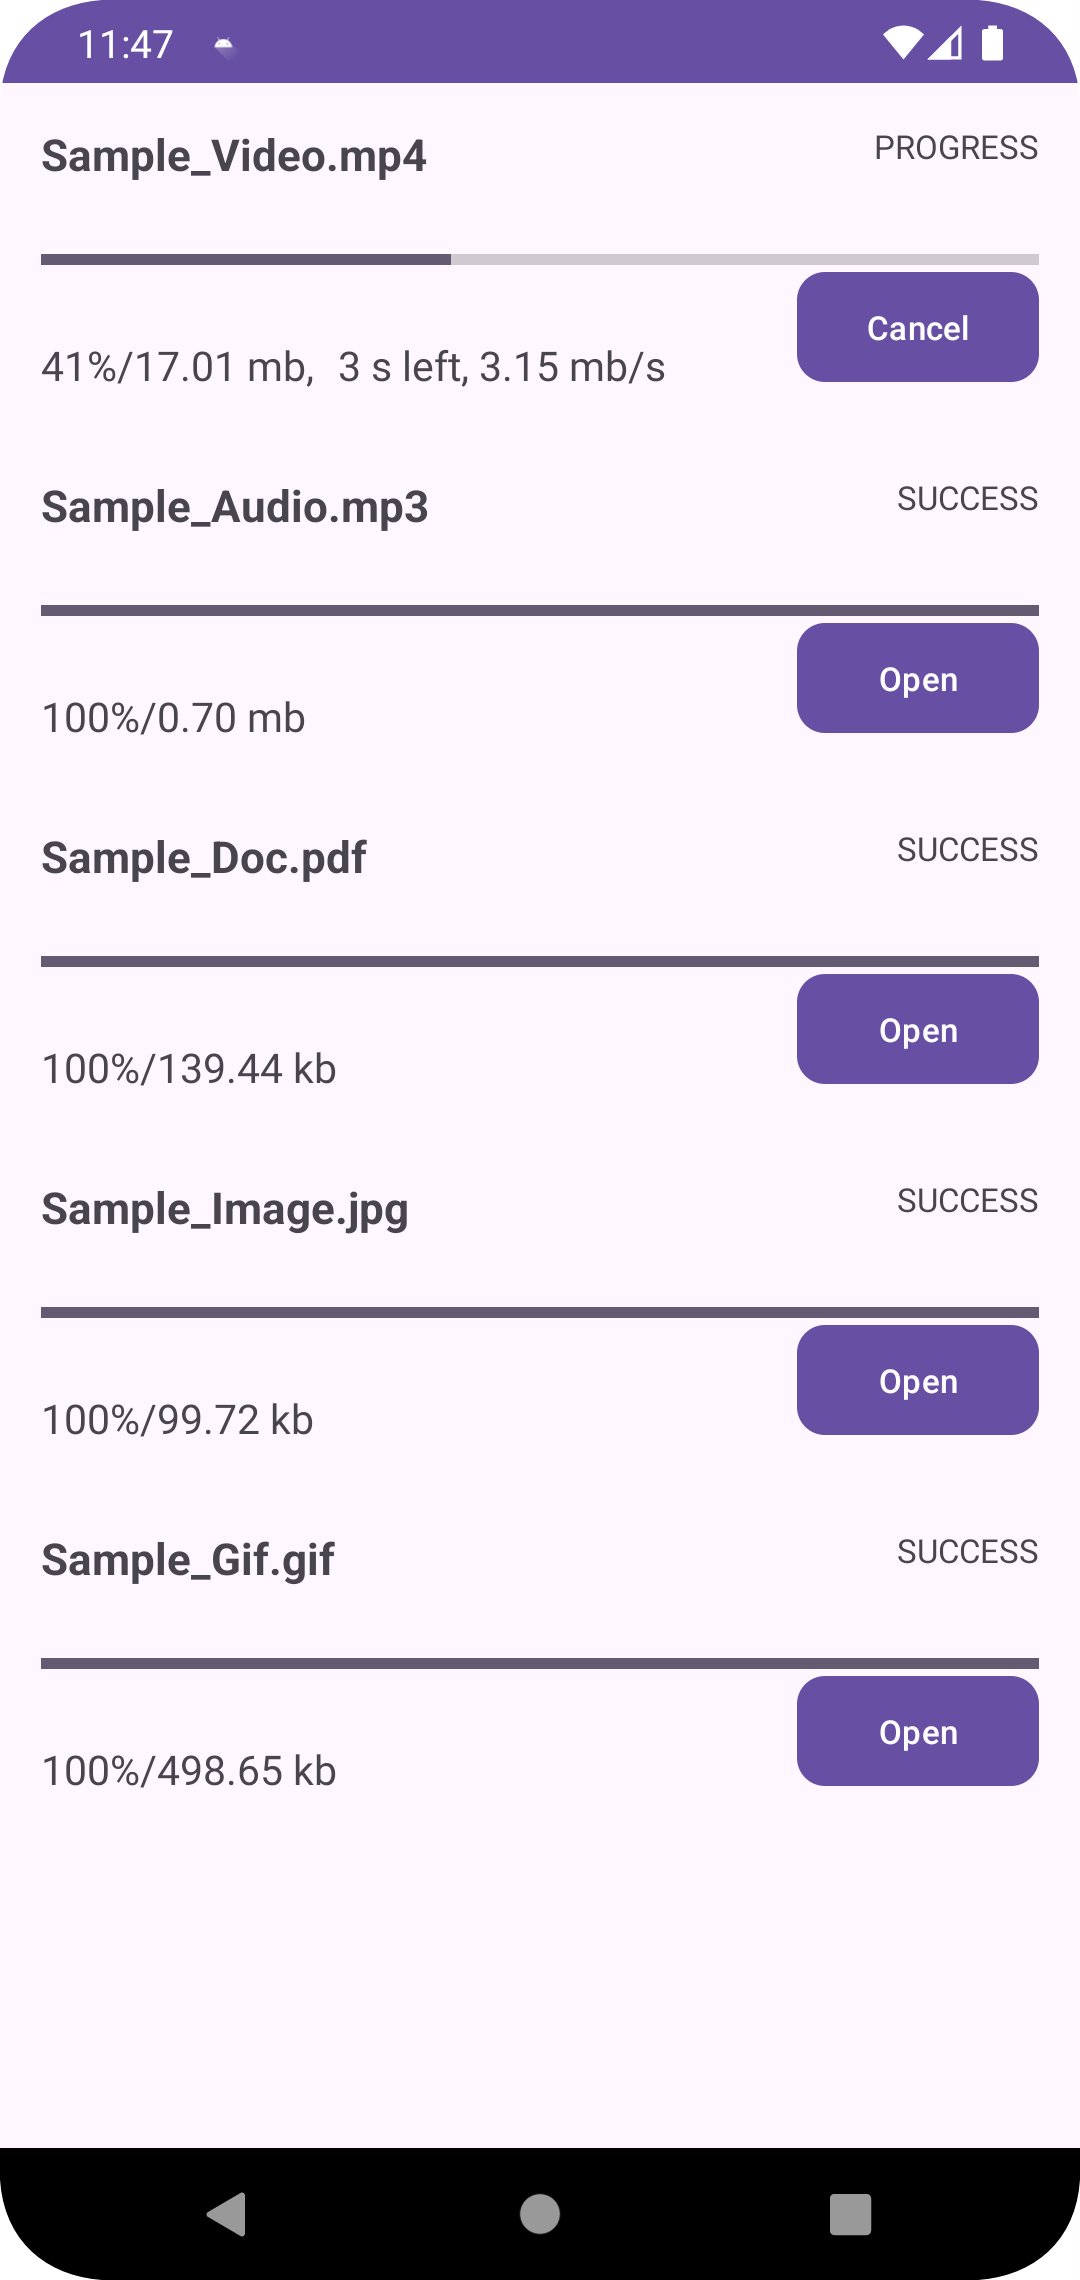 11:47
Sample_Video.mp4
PROGRESS
Cancel
41%/17.01 mb, 3 s left, 3.15 mb/s
Sample_Audio.mp3
SUCCESS
Open
100%/0.70 mb
Sample_Doc.pdf
SUCCESS
Open
100%/139.44 kb
Sample_Image.jpg
SUCCESS
Open
100%/99.72 kb
Sample_Gif.gif
SUCCESS
Open
100%/498.65 kb